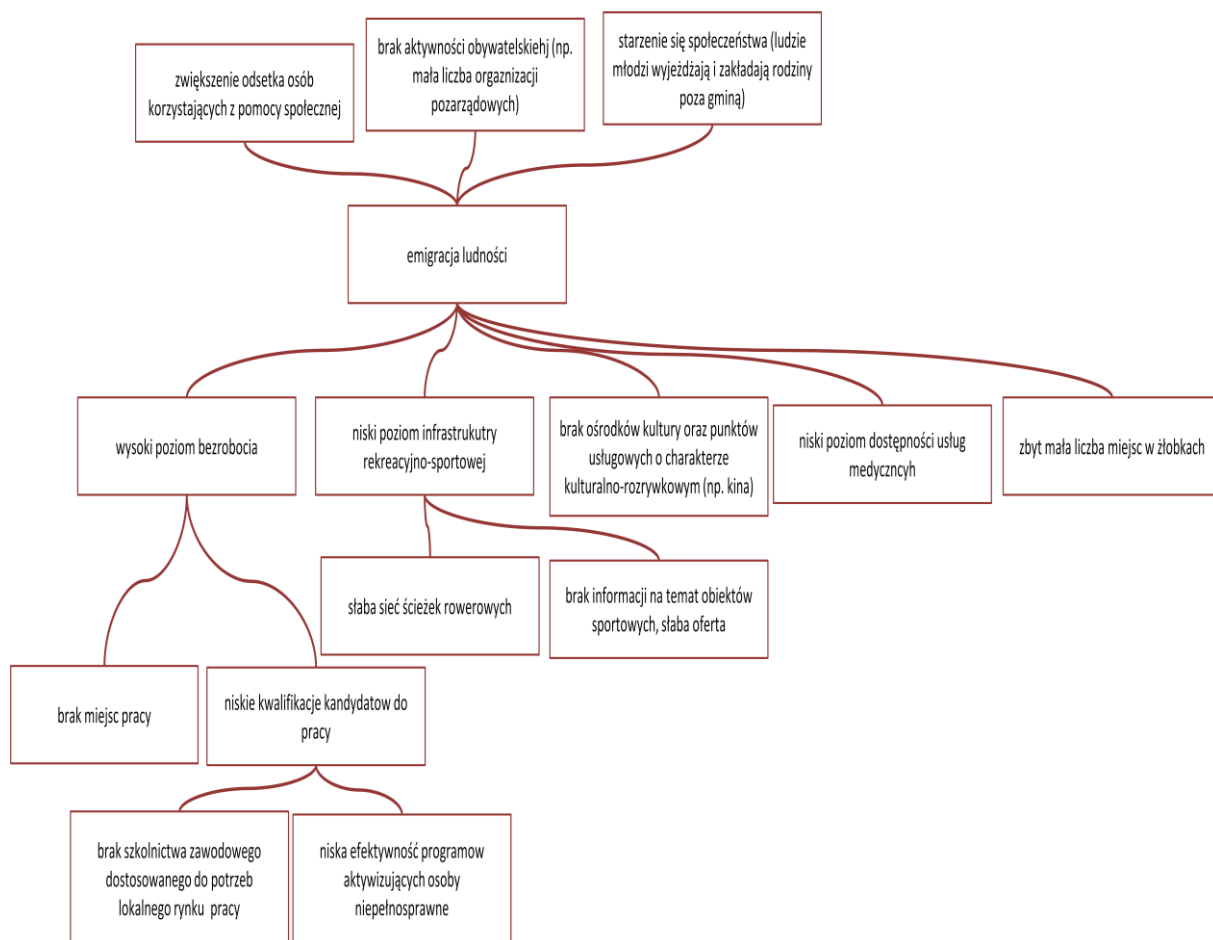 zwiększenie odsetka osób
korzystających z pomocy społecznej
brak aktywności obywatelskiehj (np.
mała liczba orgaznizacji
pozarządowych)
starzenie się społeczeństwa (ludzie
młodzi wyjeżdżają i zakładają rodziny
poza gminą)
emigracja ludności
wysoki poziom bezrobocia
niski poziom infrastrukutry
rekreacyjno-sportowej
brak ośrodków kultury oraz punktów
usługowych o charakterze
kulturalno-rozrywkowym (np. kina)
niski poziom dostępności usług
medyczncyh
zbyt mała liczba miejsc w żłobkach
słaba sieć ścieżek rowerowych
brak informacji na temat obiektów
sportowych, słaba oferta
brak miejsc pracy
niskie kwalifikacje kandydatow do
pracy
brak szkolnictwa zawodowego
dostosowanego do potrzeb
lokalnego rynku pracy
niska efektywność programow
aktywizujących osoby
niepełnosprawne